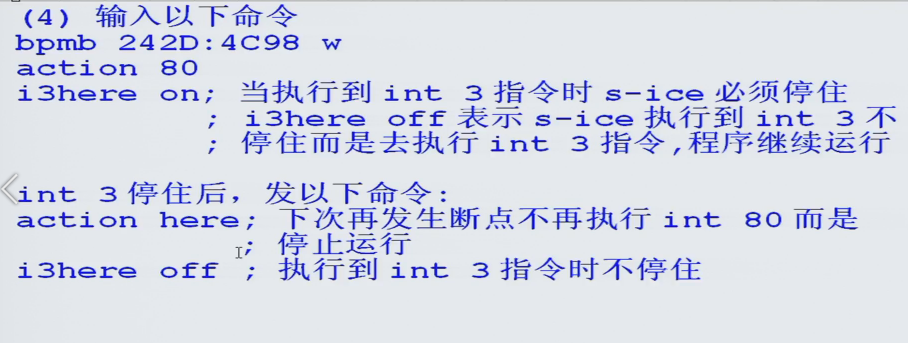 (4) 输入以下命令
bpmb 242D:4C98 w
action 80
i3here on; 当执行到 int 3 指令时 s-ice 必须停住
; i3here off 表示 s-ice 执行到 int 3 不
; 停住而是去执行 int 3 指令,程序继续运行
int 3 停住后，发以下命令:
action here; 下次再发生断点不再执行 int 80 而是
; 停止运行
i3here off ; 执行到 int 3 指令时不停住